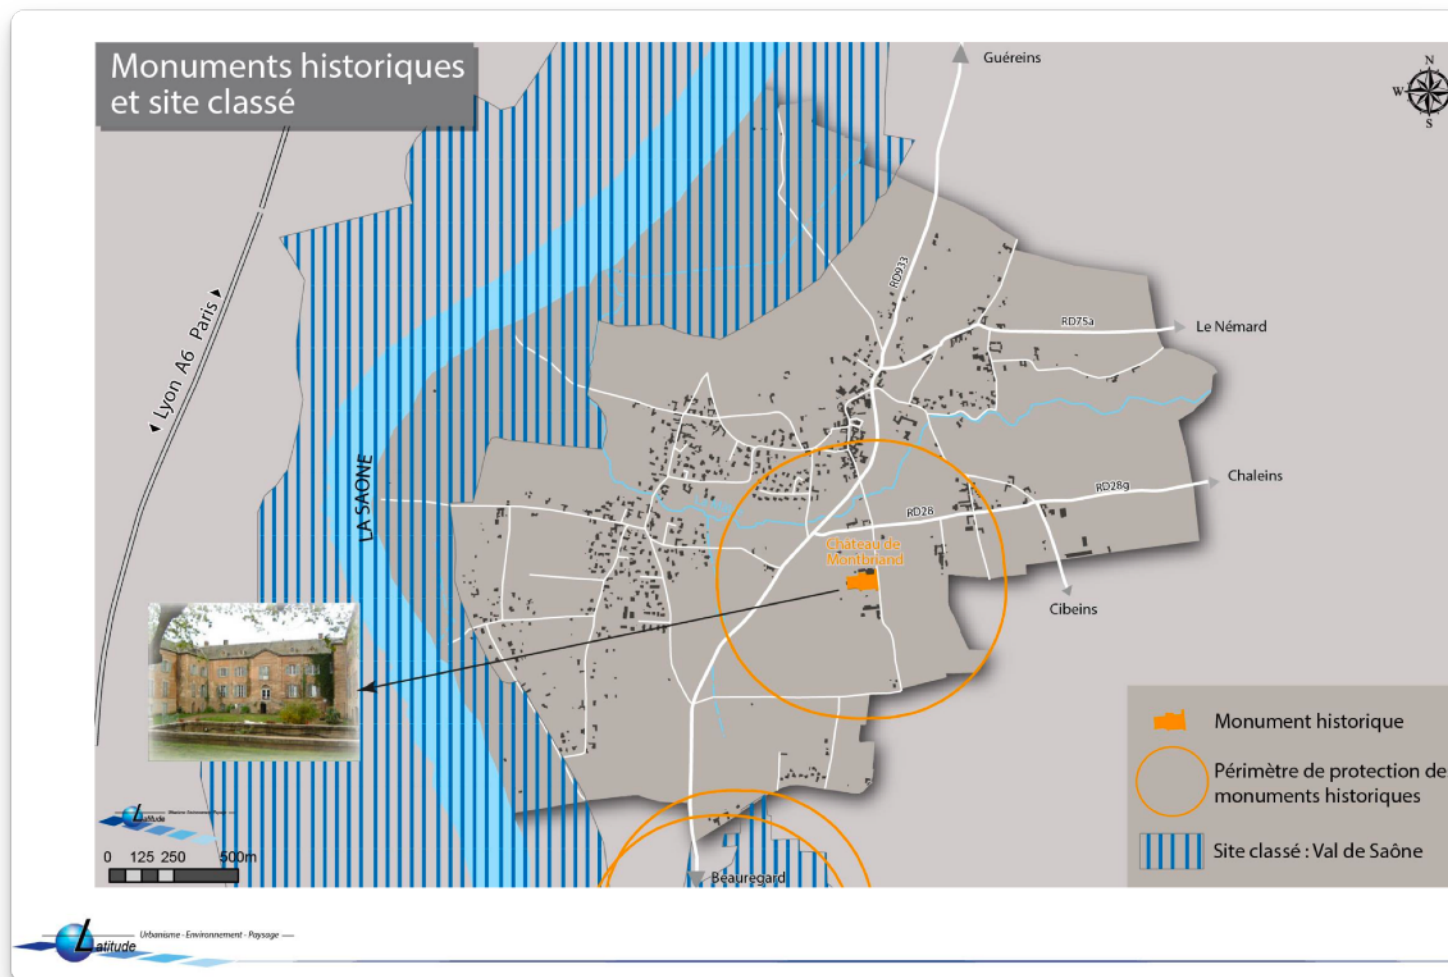 Monuments historiques
et site classé
Guéreins
N
W
S
Lyon A6 Paris
RD933
RD75a
Le Némard
LA SAONE
Chaleins
RD28g
RD28
Château de
Montbriand
Cibeins
Monument historique
Périmètre de protection de
monuments historiques
Site classé : Val de Saône
Latitude
0 125 250 500m
Beauregard
Latitude
Urbanisme - Environnement - Paysage